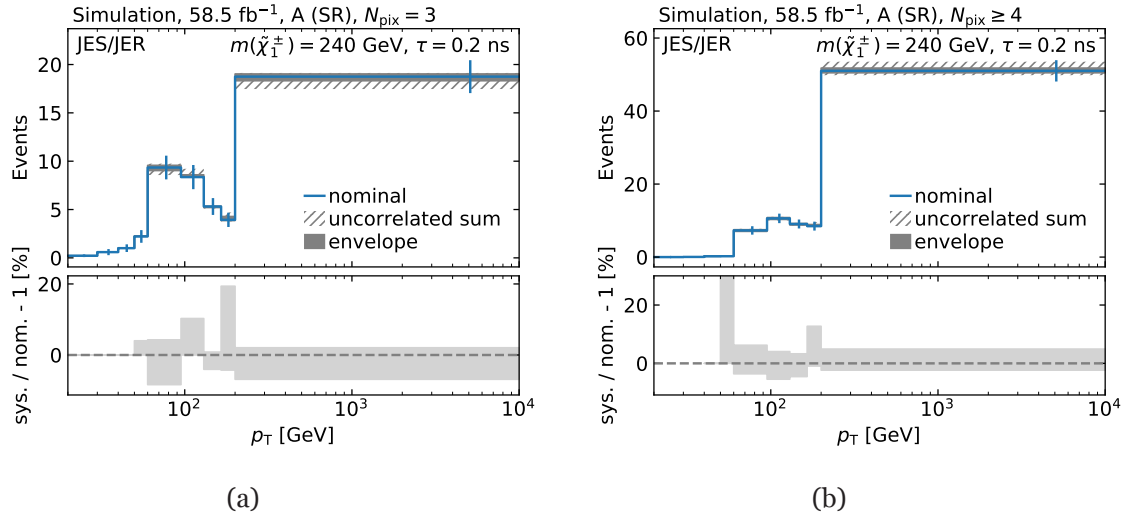 Simulation, 58.5 fb⁻¹, A (SR), N_pix = 3
JES/JER
m(χ̃₁±) = 240 GeV, τ = 0.2 ns
20
15
10
5
0
Events
nominal
uncorrelated sum
envelope
20
0
sys. / nom. - 1 [%]
10²
10³
10⁴
p_T [GeV]
(a)
Simulation, 58.5 fb⁻¹, A (SR), N_pix ≥ 4
JES/JER
m(χ̃₁±) = 240 GeV, τ = 0.2 ns
60
40
20
0
Events
nominal
uncorrelated sum
envelope
20
0
sys. / nom. - 1 [%]
10²
10³
10⁴
p_T [GeV]
(b)